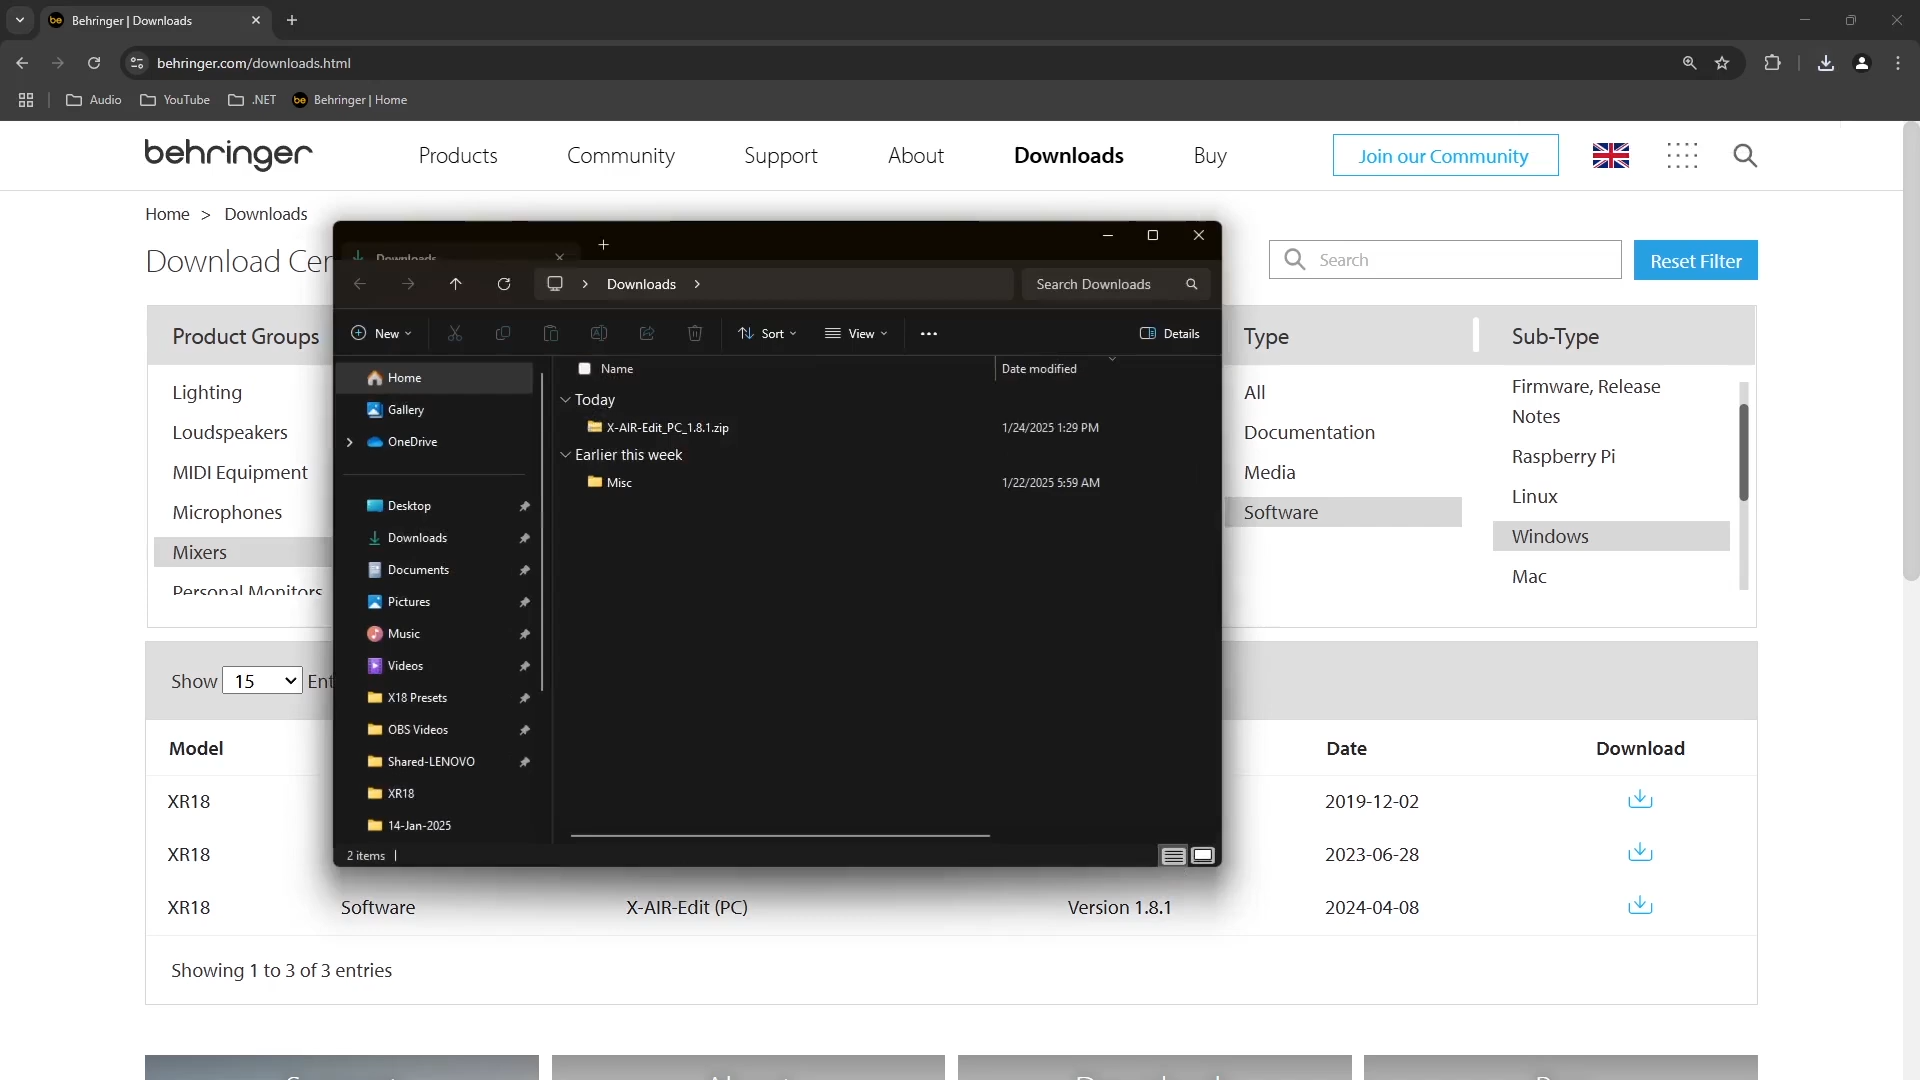 Behringer | Downloads
behringer.com/downloads.html
Audio
YouTube
.NET
be Behringer | Home
behringer
Products
Community
Support
About
Downloads
Buy
Join our Community
Home > Downloads
Download Cen
Search
Reset Filter
Product Groups
Lighting
Loudspeakers
MIDI Equipment
Microphones
Mixers
Personal Monitors
Type
All
Documentation
Media
Software
Sub-Type
Firmware, Release
Notes
Raspberry Pi
Linux
Windows
Mac
Downloads
Downloads
Search Downloads
New
Sort
View
Details
Home
Gallery
OneDrive
Desktop
Downloads
Documents
Pictures
Music
Videos
X18 Presets
OBS Videos
Shared-LENOVO
XR18
14-Jan-2025
Name
Date modified
Today
X-AIR-Edit_PC_1.8.1.zip
1/24/2025 1:29 PM
Earlier this week
Misc
1/22/2025 5:59 AM
2 items
Show 15 Ent
Model
Date
Download
XR18
2019-12-02
XR18
2023-06-28
XR18
Software
X-AIR-Edit (PC)
Version 1.8.1
2024-04-08
Showing 1 to 3 of 3 entries